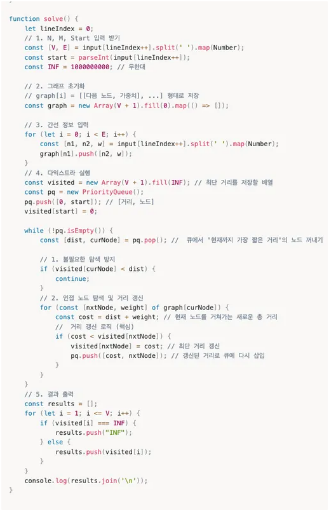 function solve() {
let lineIndex = 0;
// 1. N, M, Start 입력 받기
const [V, E] = input[lineIndex++].split(' ').map(Number);
const start = parseInt(input[lineIndex++]);
const INF = 1000000000; // 무한대
// 2. 그래프 초기화
// graph[i] = [[다음 노드, 가중치], ...] 형태로 저장
const graph = new Array(V + 1).fill(0).map(() => []);
// 3. 간선 정보 입력
for (let i = 0; i < E; i++) {
const [n1, n2, w] = input[lineIndex++].split(' ').map(Number);
graph[n1].push([n2, w]);
}
// 4. 다익스트라 실행
const visited = new Array(V + 1).fill(INF); // 최단 거리를 저장할 배열
const pq = new PriorityQueue();
pq.push([0, start]); // [거리, 노드]
visited[start] = 0;
while (!pq.isEmpty()) {
const [dist, curNode] = pq.pop(); // 큐에서 "현재까지 가장 짧은 거리"의 노드 꺼내기
// 1. 불필요한 탐색 방지
if (visited[curNode] < dist) {
continue;
}
// 2. 인접 노드 탐색 및 거리 갱신
for (const [nxtNode, weight] of graph[curNode]) {
const cost = dist + weight; // 현재 노드를 거쳐가는 새로운 총 거리
// 거리 갱신 로직 (핵심)
if (cost < visited[nxtNode]) {
visited[nxtNode] = cost; // 최단 거리 갱신
pq.push([cost, nxtNode]); // 갱신된 거리로 큐에 다시 삽입
}
}
}
// 5. 결과 출력
const results = [];
for (let i = 1; i <= V; i++) {
if (visited[i] === INF) {
results.push("INF");
} else {
results.push(visited[i]);
}
}
console.log(results.join('\n'));
}